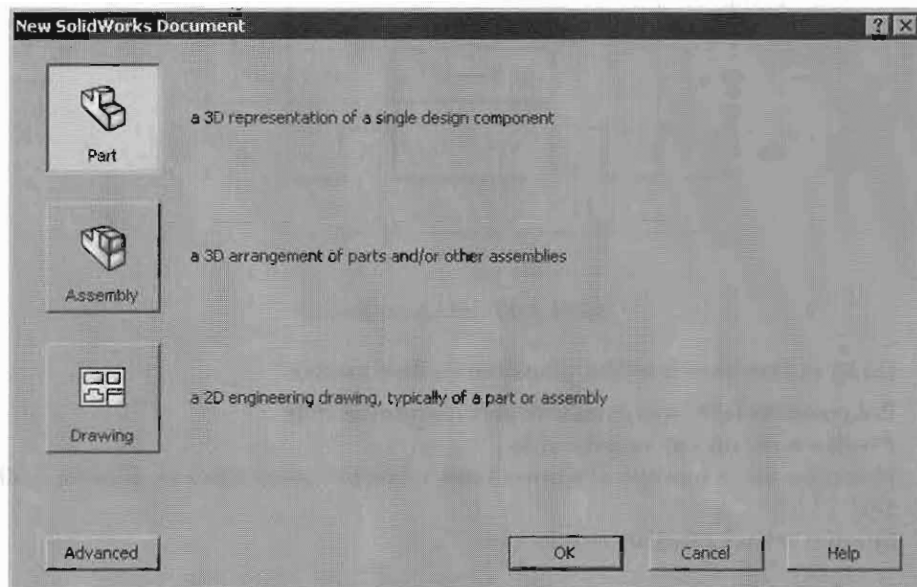 New SolidWorks Document
Part
a 3D representation of a single design component
Assembly
a 3D arrangement of parts and/or other assemblies
Drawing
a 2D engineering drawing, typically of a part or assembly
Advanced
OK
Cancel
Help